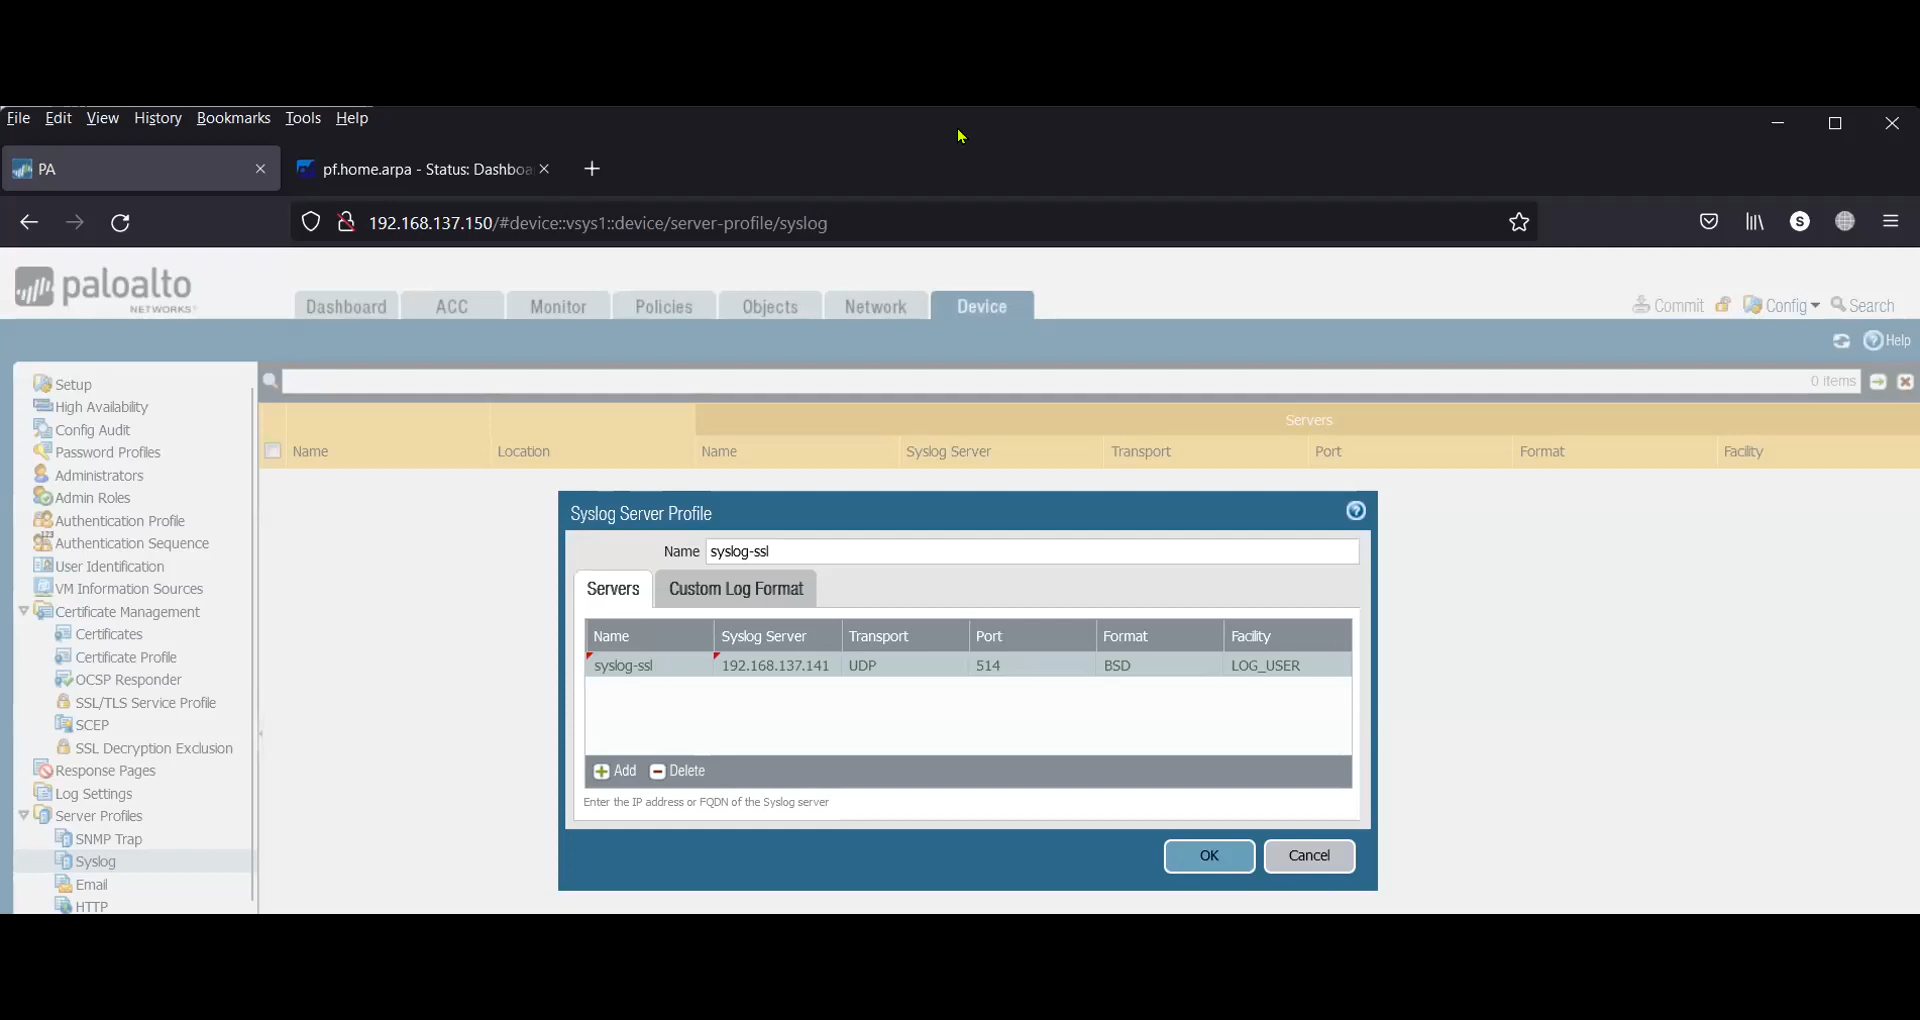 File Edit View History Bookmarks Tools Help
PA
pf.home.arpa - Status: Dashboa
192.168.137.150/#device::vsys1::device/server-profile/syslog
S
paloalto
NETWORKS
Dashboard ACC Monitor Policies Objects Network Device
Commit Config Search
Help
0 items
Servers
Name Location Name Syslog Server Transport Port Format Facility
Setup
High Availability
Config Audit
Password Profiles
Administrators
Admin Roles
Authentication Profile
Authentication Sequence
User Identification
VM Information Sources
Certificate Management
Certificates
Certificate Profile
OCSP Responder
SSL/TLS Service Profile
SCEP
SSL Decryption Exclusion
Response Pages
Log Settings
Server Profiles
SNMP Trap
Syslog
Email
HTTP
Syslog Server Profile
Name syslog-ssl
Servers Custom Log Format
Name Syslog Server Transport Port Format Facility
syslog-ssl 192.168.137.141 UDP 514 BSD LOG_USER
Add Delete
Enter the IP address or FQDN of the Syslog server
OK Cancel